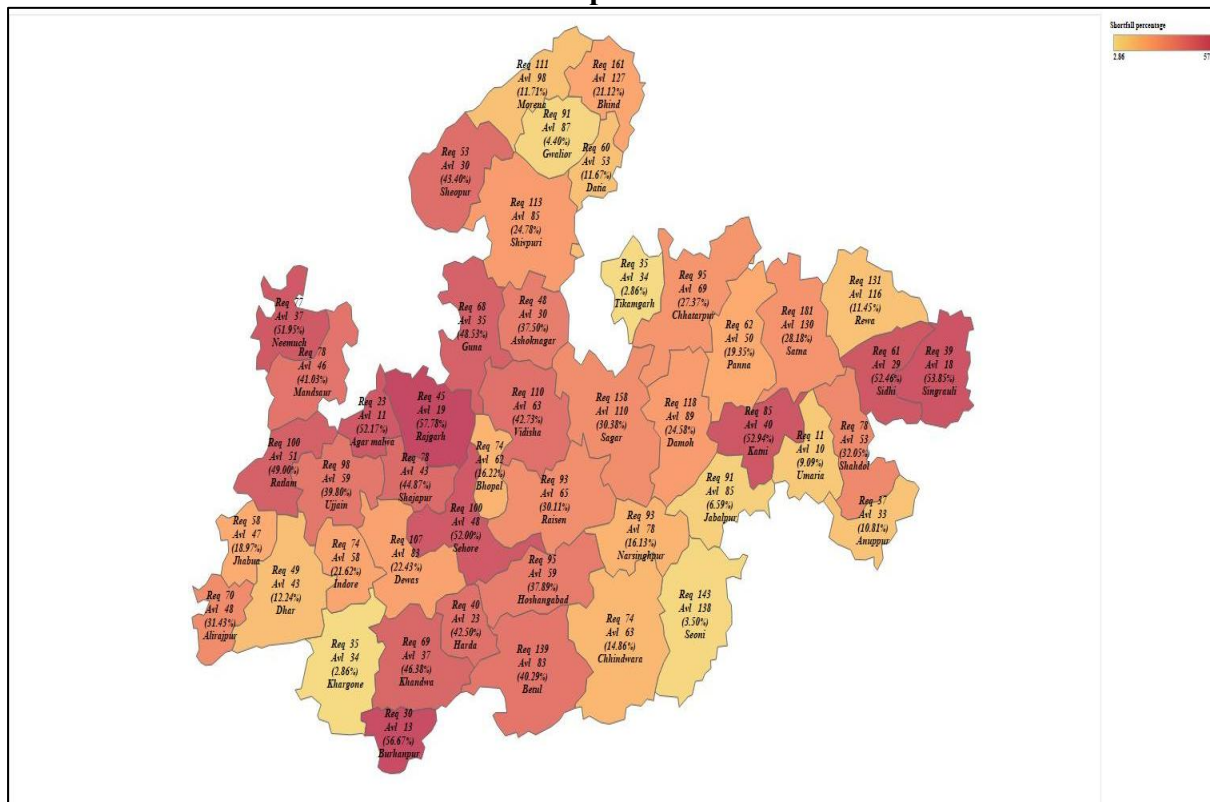 Shortfall percentage
2.86
57
Req 111
Avl 98
(11.71%)
Morena
Req 161
Avl 127
(21.12%)
Bhind
Req 91
Avl 87
(4.40%)
Gwalior
Req 60
Avl 53
(11.67%)
Datia
Req 53
Avl 30
(43.40%)
Sheopur
Req 113
Avl 85
(24.78%)
Shivpuri
Req 35
Avl 34
(2.86%)
Tikamgarh
Req 95
Avl 69
(27.37%)
Chhatarpur
Req 62
Avl 50
(19.35%)
Panna
Req 181
Avl 130
(28.18%)
Satna
Req 131
Avl 116
(11.45%)
Rewa
Req 61
Avl 29
(52.46%)
Sidhi
Req 39
Avl 18
(53.85%)
Singrauli
Req 77
Avl 37
(51.95%)
Neemuch
Req 78
Avl 46
(41.03%)
Mandsaur
Req 68
Avl 35
(48.53%)
Guna
Req 48
Avl 30
(37.50%)
Ashoknagar
Req 23
Avl 11
(52.17%)
Agar malwa
Req 45
Avl 19
(57.78%)
Rajgarh
Req 110
Avl 63
(42.73%)
Vidisha
Req 158
Avl 110
(30.38%)
Sagar
Req 118
Avl 89
(24.58%)
Damoh
Req 85
Avl 40
(52.94%)
Katni
Req 11
Avl 10
(9.09%)
Umaria
Req 78
Avl 53
(32.05%)
Shahdol
Req 37
Avl 33
(10.81%)
Anuppur
Req 100
Avl 51
(49.00%)
Ratlam
Req 98
Avl 59
(39.80%)
Ujjain
Req 78
Avl 43
(44.87%)
Shajapur
Req 74
Avl 62
(16.22%)
Bhopal
Req 93
Avl 65
(30.11%)
Raisen
Req 91
Avl 85
(6.59%)
Jabalpur
Req 93
Avl 78
(16.13%)
Narsinghpur
Req 100
Avl 48
(52.00%)
Sehore
Req 58
Avl 47
(18.97%)
Jhabua
Req 49
Avl 43
(12.24%)
Dhar
Req 74
Avl 58
(21.62%)
Indore
Req 107
Avl 83
(22.43%)
Dewas
Req 95
Avl 59
(37.89%)
Hoshangabad
Req 70
Avl 48
(31.43%)
Alirajpur
Req 40
Avl 23
(42.50%)
Harda
Req 143
Avl 138
(3.50%)
Seoni
Req 74
Avl 63
(14.86%)
Chhindwara
Req 35
Avl 34
(2.86%)
Khargone
Req 69
Avl 37
(46.38%)
Khandwa
Req 139
Avl 83
(40.29%)
Betul
Req 30
Avl 13
(56.67%)
Burhanpur